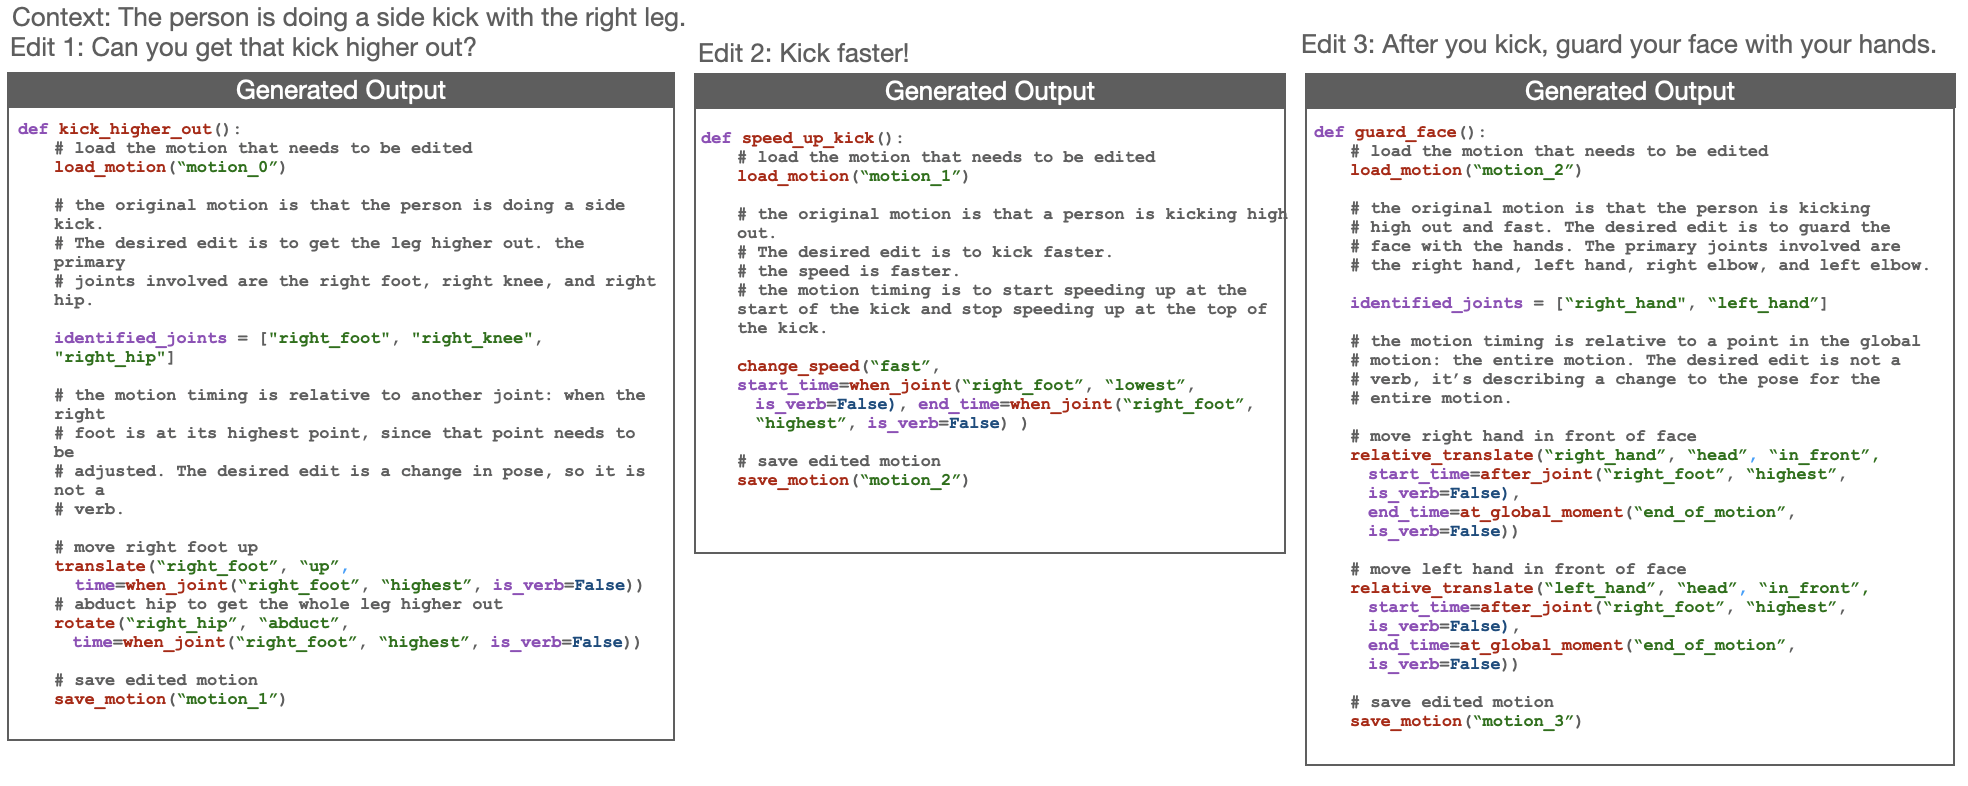 Context: The person is doing a side kick with the right leg.
Edit 1: Can you get that kick higher out?
Generated Output
def kick_higher_out():
# load the motion that needs to be edited
load_motion(“motion_0”)
# the original motion is that the person is doing a side
kick.
# The desired edit is to get the leg higher out. the
primary
# joints involved are the right foot, right knee, and right
hip.
identified_joints = ["right_foot", "right_knee",
"right_hip"]
# the motion timing is relative to another joint: when the
right
# foot is at its highest point, since that point needs to
be
# adjusted. The desired edit is a change in pose, so it is
not a
# verb.
# move right foot up
translate(“right_foot”, “up”,
time=when_joint(“right_foot”, “highest”, is_verb=False))
# abduct hip to get the whole leg higher out
rotate(“right_hip”, “abduct”,
time=when_joint(“right_foot”, “highest”, is_verb=False))
# save edited motion
save_motion(“motion_1”)
Edit 2: Kick faster!
Generated Output
def speed_up_kick():
# load the motion that needs to be edited
load_motion(“motion_1”)
# the original motion is that a person is kicking high
out.
# The desired edit is to kick faster.
# the speed is faster.
# the motion timing is to start speeding up at the
start of the kick and stop speeding up at the top of
the kick.
change_speed(“fast”,
start_time=when_joint(“right_foot”, “lowest”,
is_verb=False), end_time=when_joint(“right_foot”,
“highest”, is_verb=False) )
# save edited motion
save_motion(“motion_2”)
Edit 3: After you kick, guard your face with your hands.
Generated Output
def guard_face():
# load the motion that needs to be edited
load_motion(“motion_2”)
# the original motion is that the person is kicking
# high out and fast. The desired edit is to guard the
# face with the hands. The primary joints involved are
# the right hand, left hand, right elbow, and left elbow.
identified_joints = [“right_hand", “left_hand”]
# the motion timing is relative to a point in the global
# motion: the entire motion. The desired edit is not a
# verb, it’s describing a change to the pose for the
# entire motion.
# move right hand in front of face
relative_translate(“right_hand”, “head”, “in_front”,
start_time=after_joint(“right_foot”, “highest”,
is_verb=False),
end_time=at_global_moment(“end_of_motion”,
is_verb=False))
# move left hand in front of face
relative_translate(“left_hand”, “head”, “in_front”,
start_time=after_joint(“right_foot”, “highest”,
is_verb=False),
end_time=at_global_moment(“end_of_motion”,
is_verb=False))
# save edited motion
save_motion(“motion_3”)